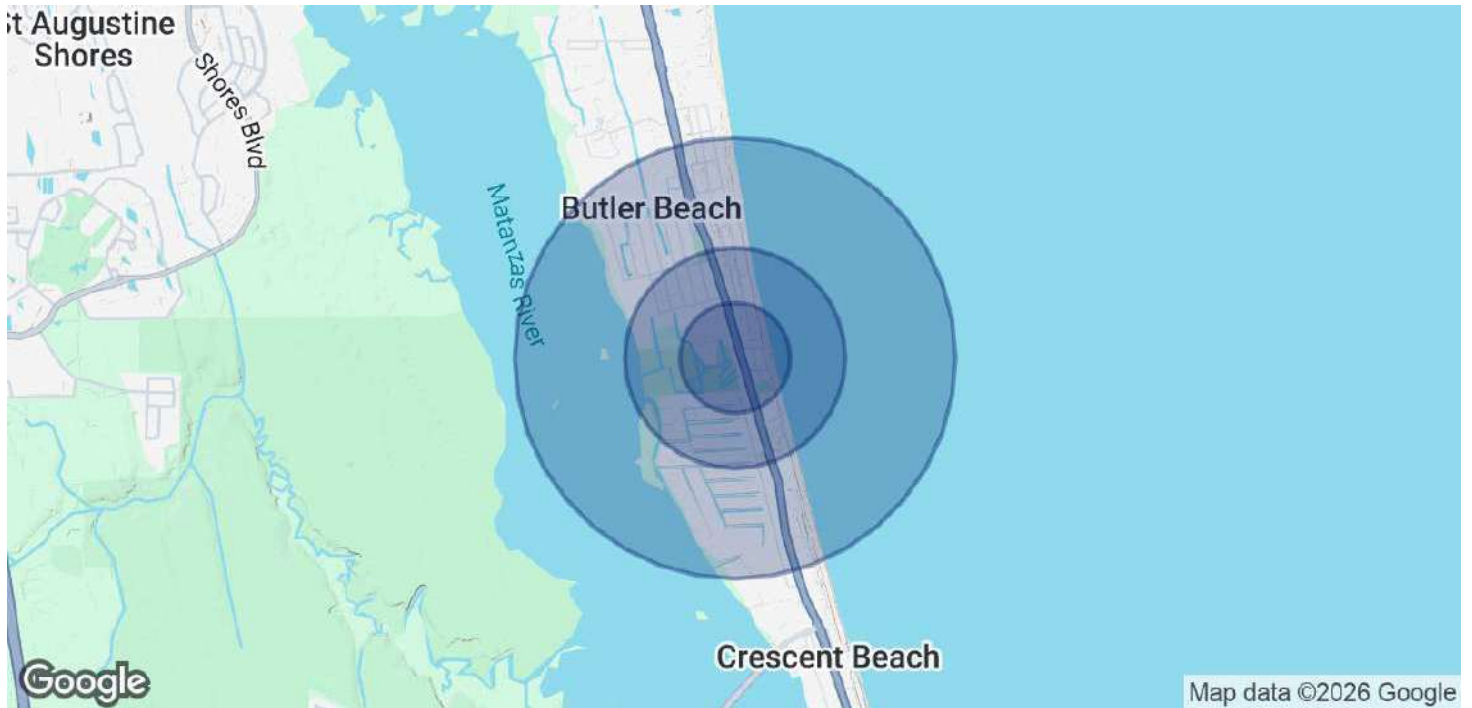 St Augustine
Shores
Shores Blvd
Butler Beach
Matanzas River
Crescent Beach
Google
Map data ©2026 Google